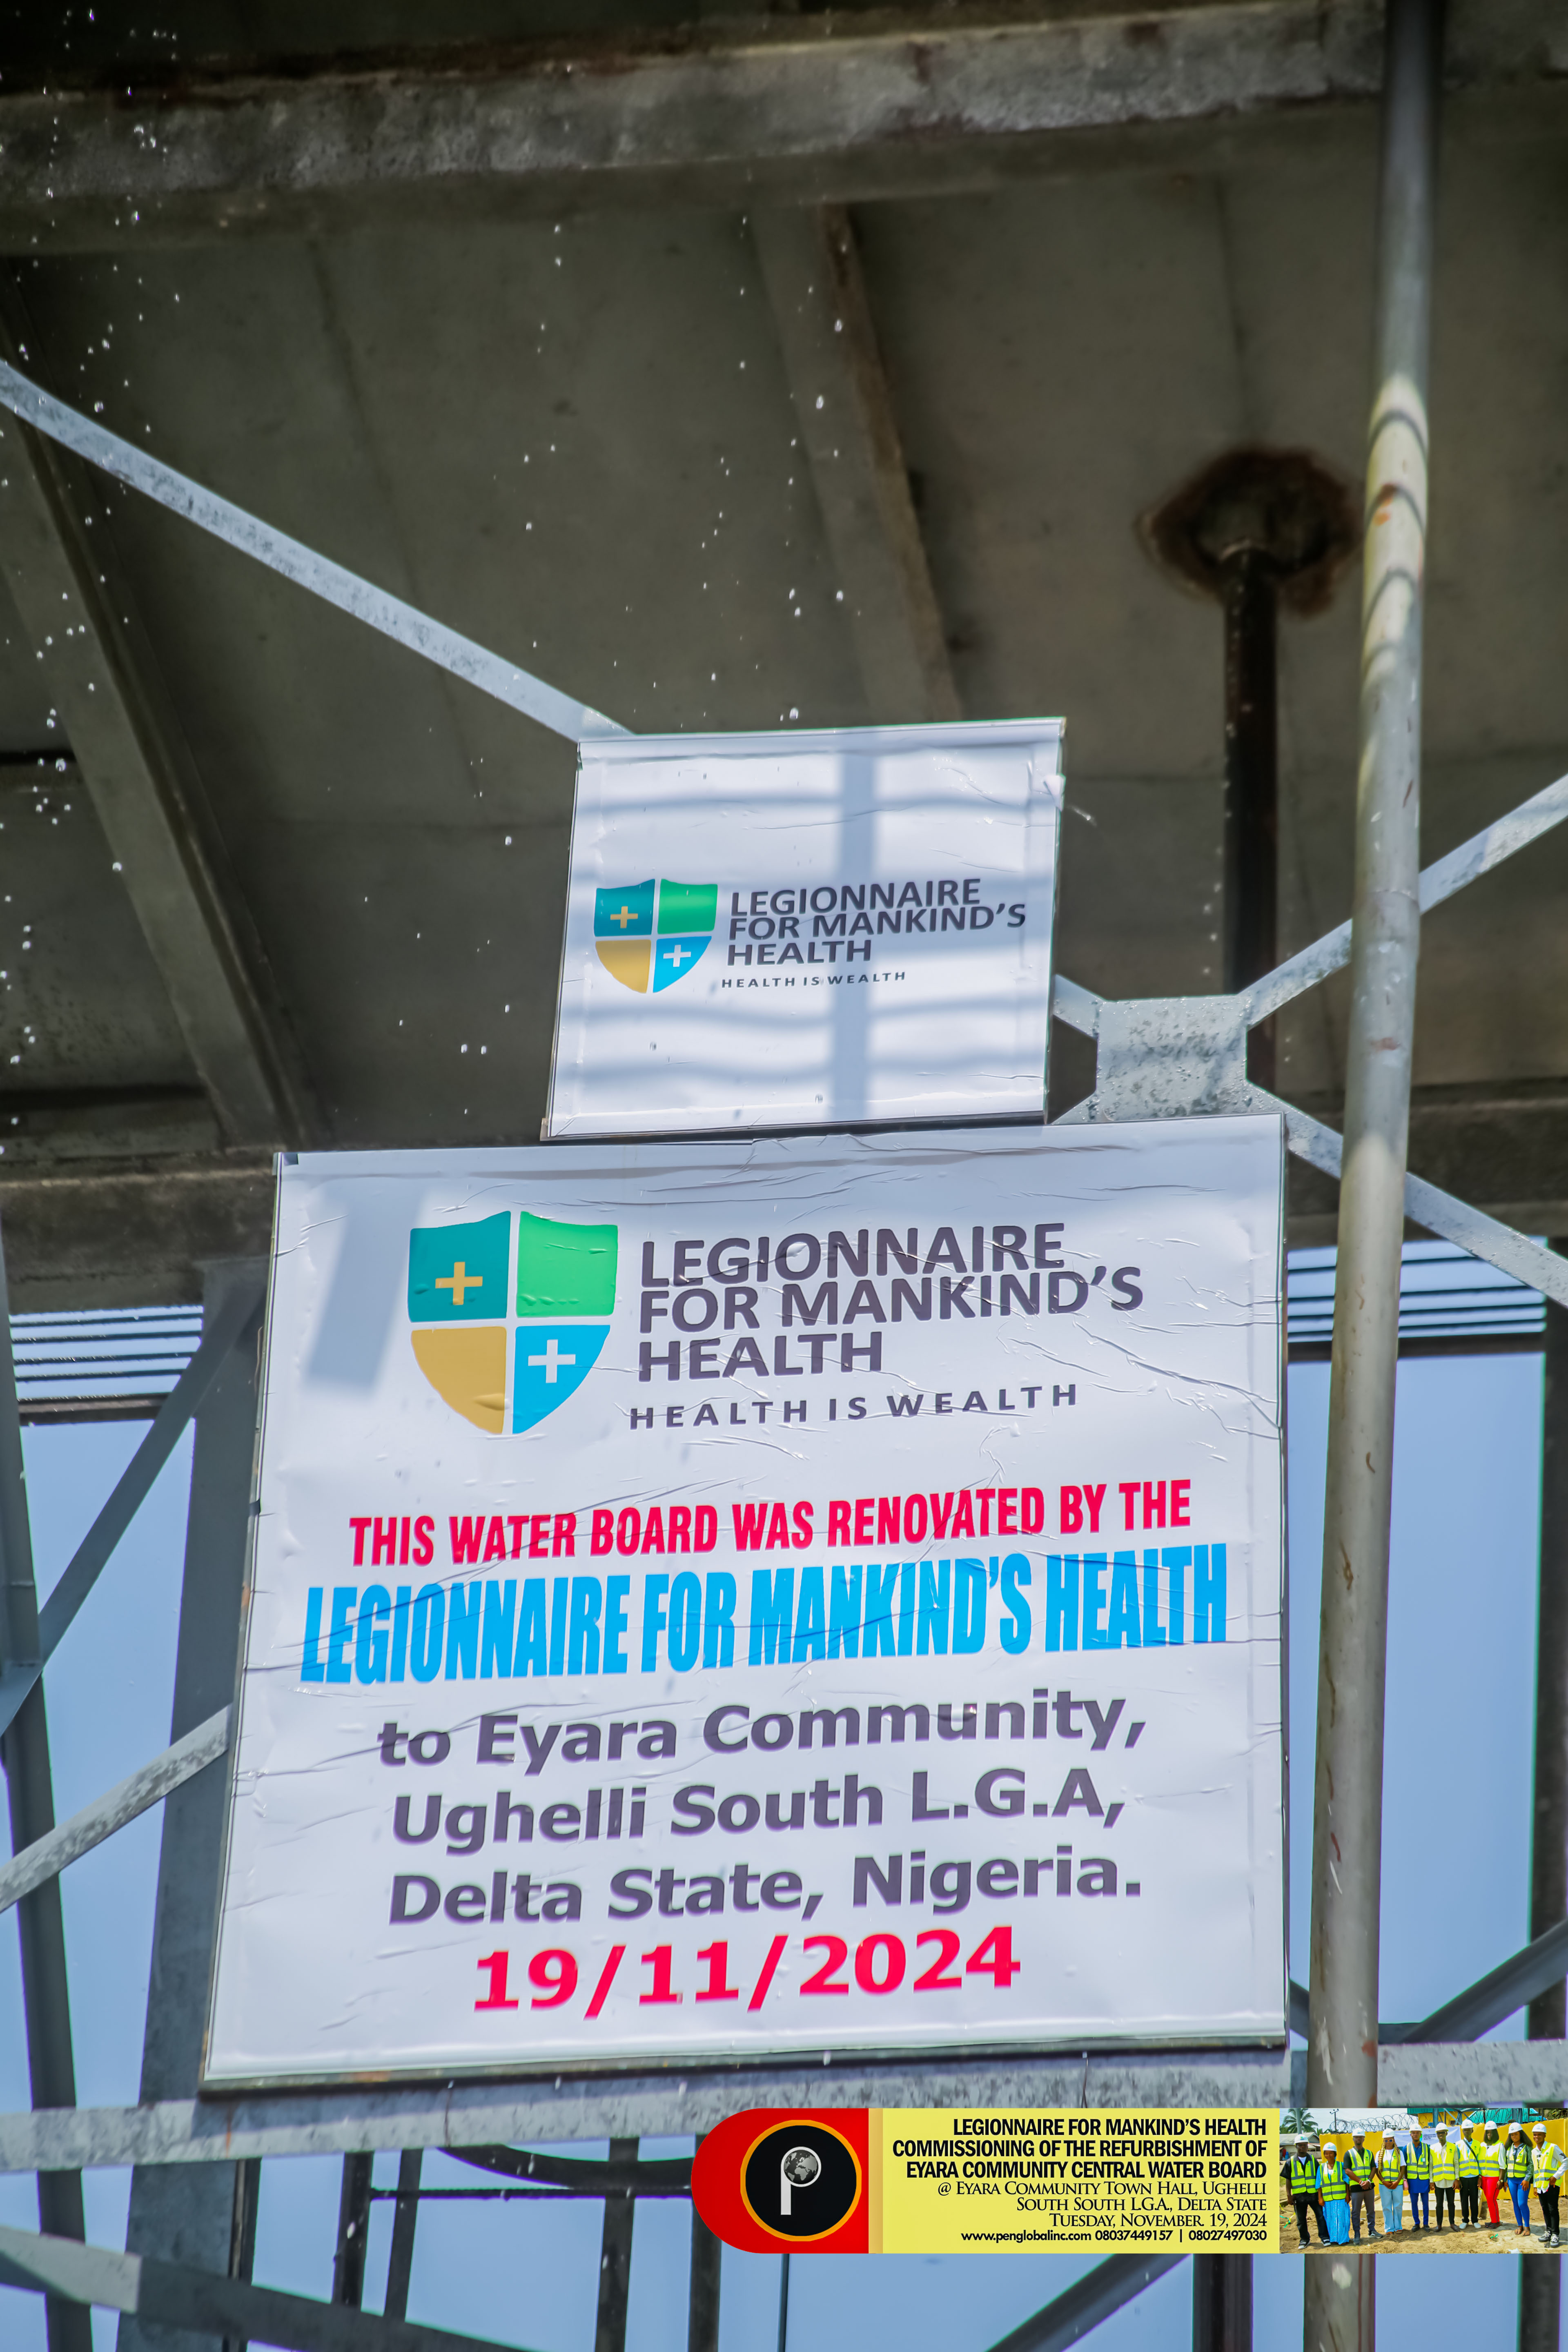 LEGIONNAIRE
FOR MANKIND'S
HEALTH
HEALTH IS WEALTH
LEGIONNAIRE
FOR MANKIND'S
HEALTH
HEALTH IS WEALTH
THIS WATER BOARD WAS RENOVATED BY THE
LEGIONNAIRE FOR MANKIND'S HEALTH
to Eyara Community,
Ughelli South L.G.A,
Delta State, Nigeria.
19/11/2024
LEGIONNAIRE FOR MANKIND'S HEALTH
COMMISSIONING OF THE REFURBISHMENT OF
EYARA COMMUNITY CENTRAL WATER BOARD
@ EYARA COMMUNITY TOWN HALL, UGHELLI
SOUTH SOUTH L.G.A., DELTA STATE
TUESDAY, NOVEMBER. 19, 2024
www.penglobalinc.com 08037449157 | 08027497030